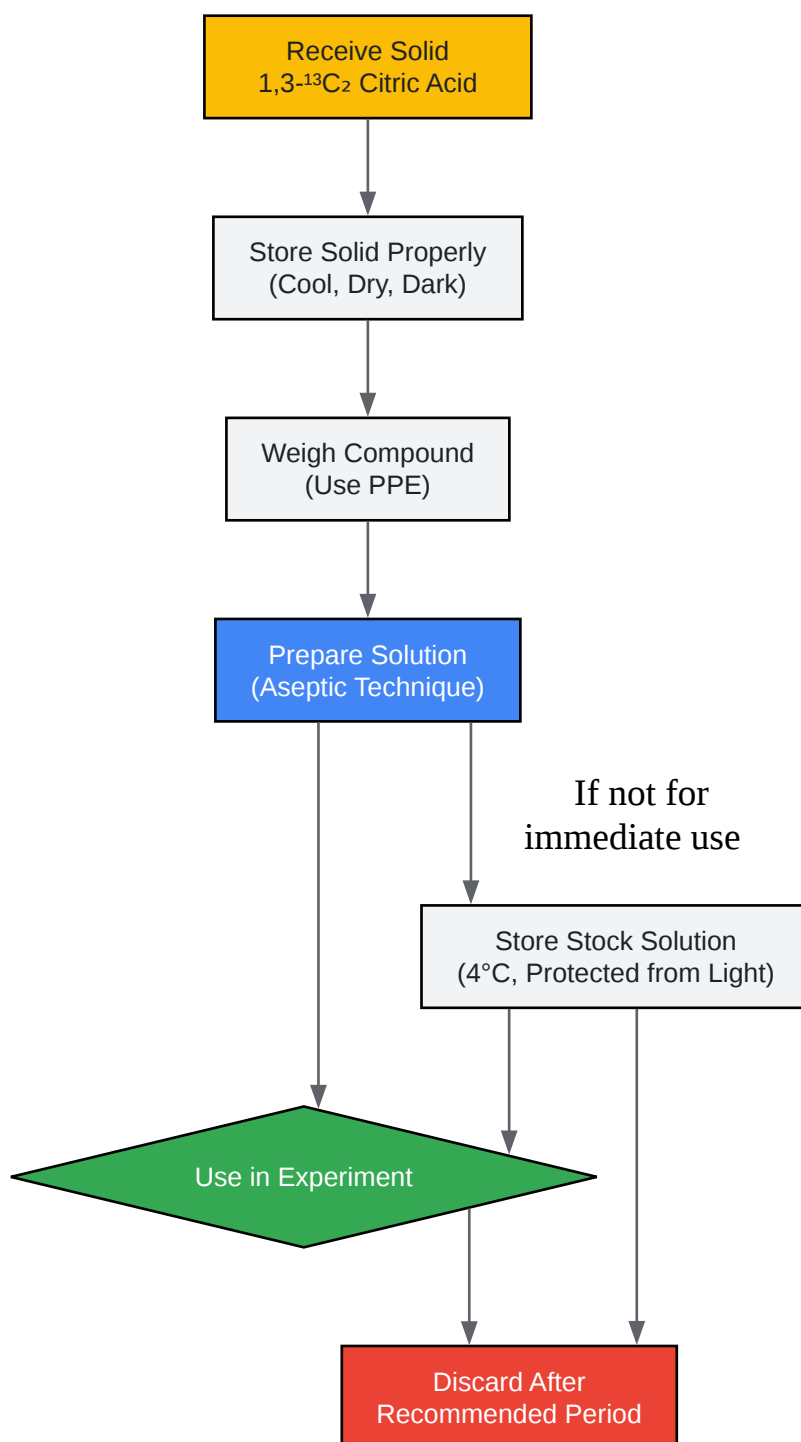 Receive Solid
1,3-¹³C₂ Citric Acid
Store Solid Properly
(Cool, Dry, Dark)
Weigh Compound
(Use PPE)
Prepare Solution
(Aseptic Technique)
If not for
immediate use
Store Stock Solution
(4°C, Protected from Light)
Use in Experiment
Discard After
Recommended Period